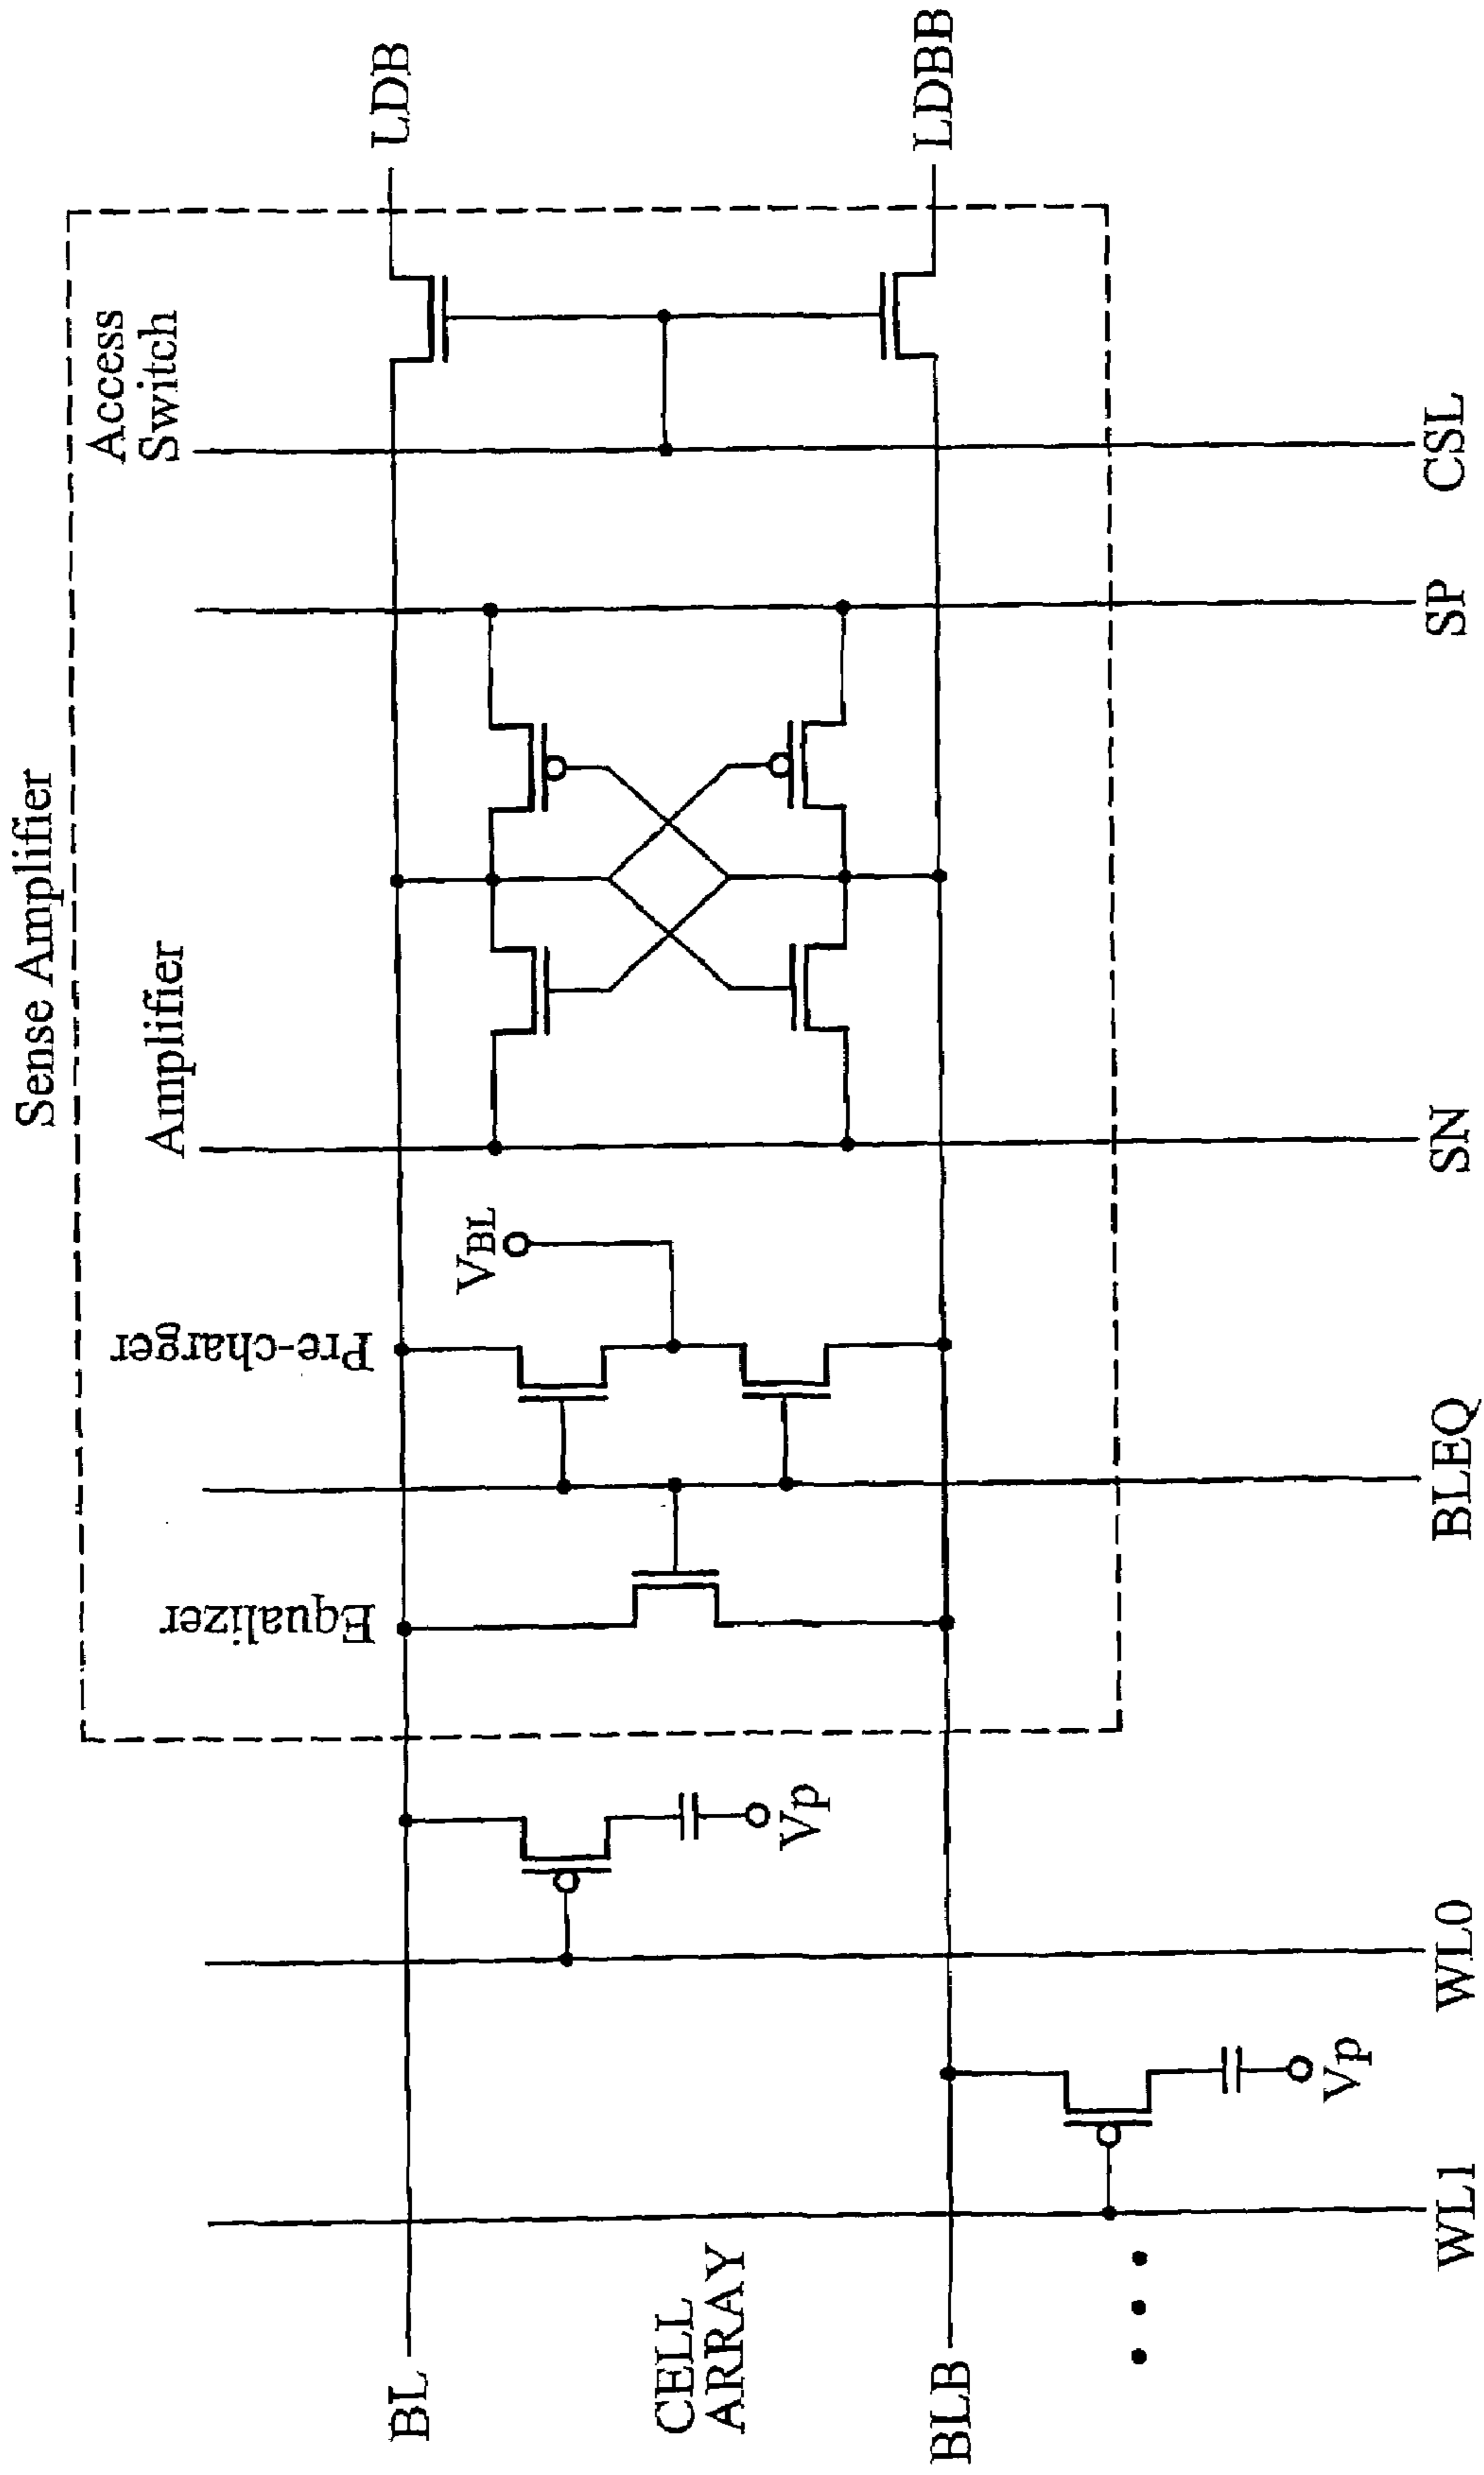 Sense Amplifier
Equalizer
Pre-charger
Amplifier
Access
Switch
VBL
BL
LDB
CELL
ARRAY
Vp
BLB
LDBB
Vp
WL1
WL0
BLEQ
SN
SP
CSL